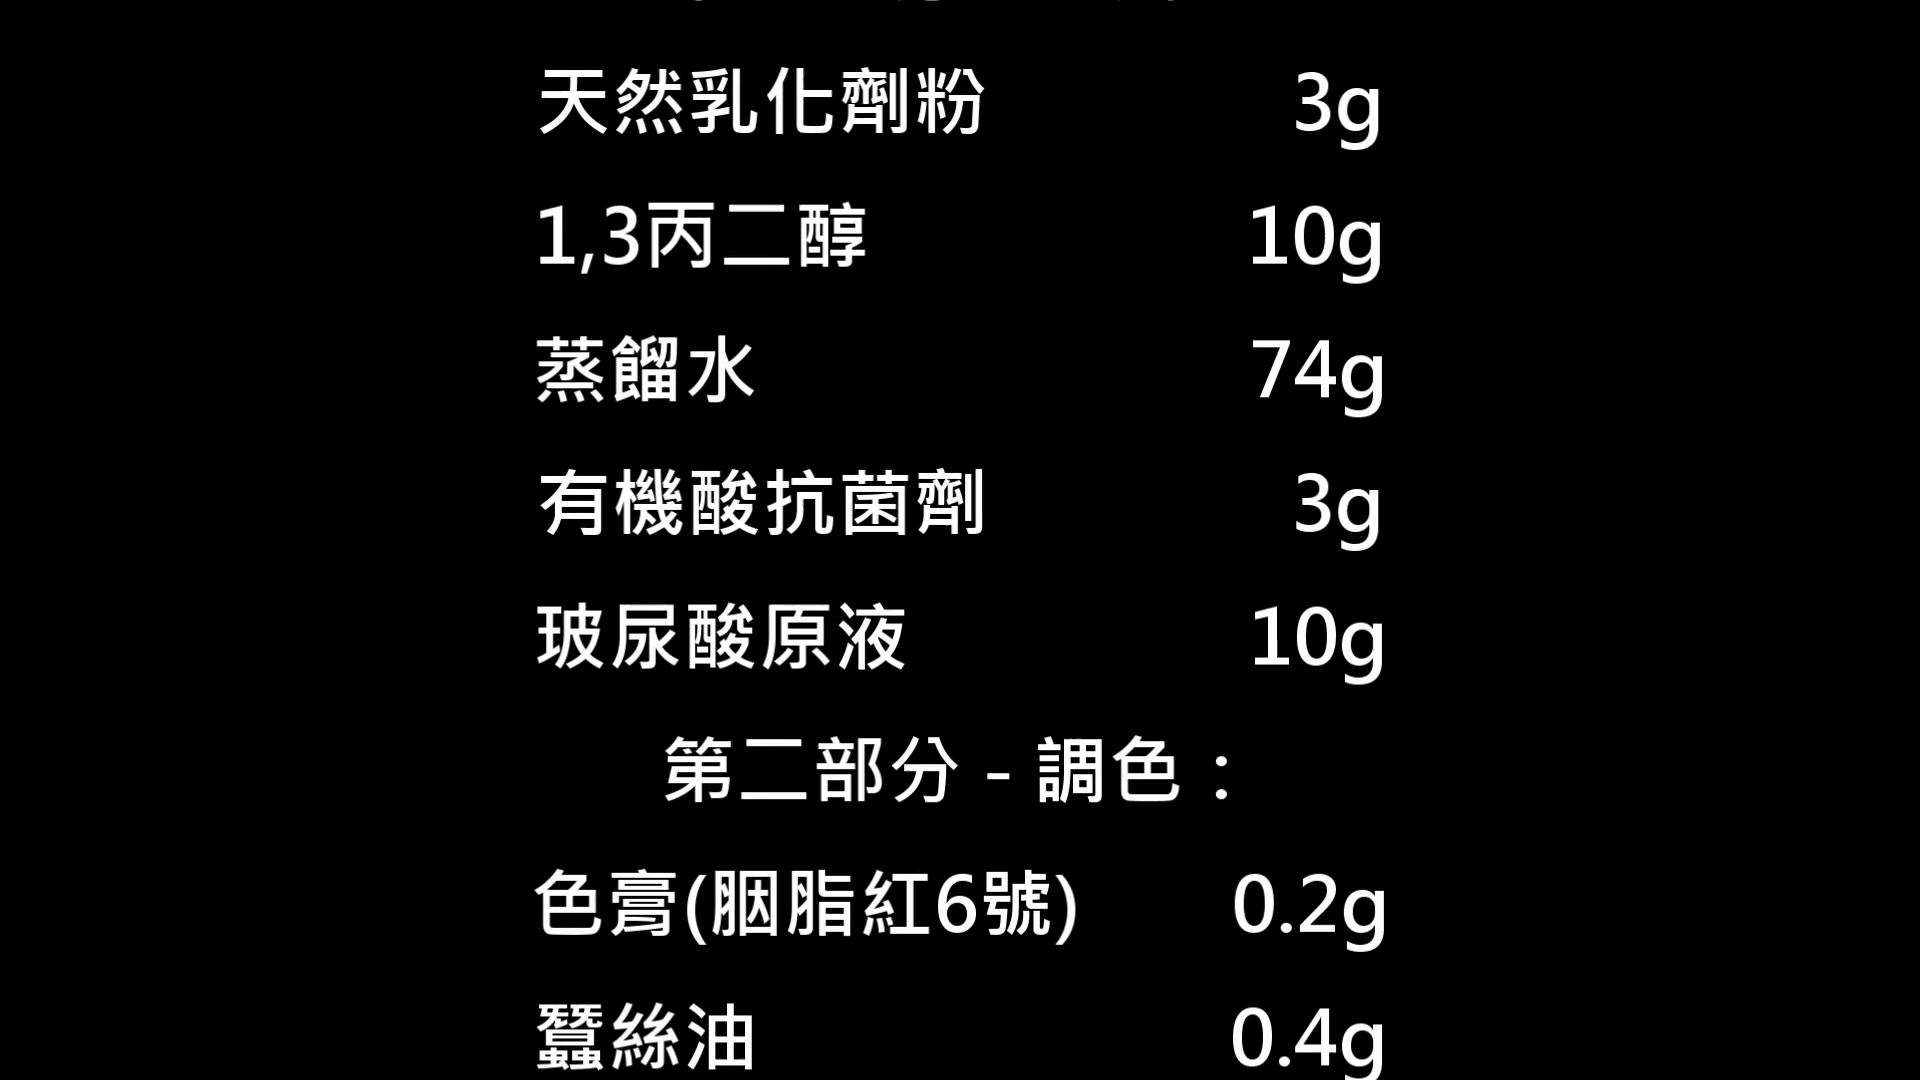 天然乳化劑粉 3g
1,3丙二醇 10g
蒸餾水 74g
有機酸抗菌劑 3g
玻尿酸原液 10g
第二部分 - 調色：
色膏(胭脂紅6號) 0.2g
蠶絲油 0.4g